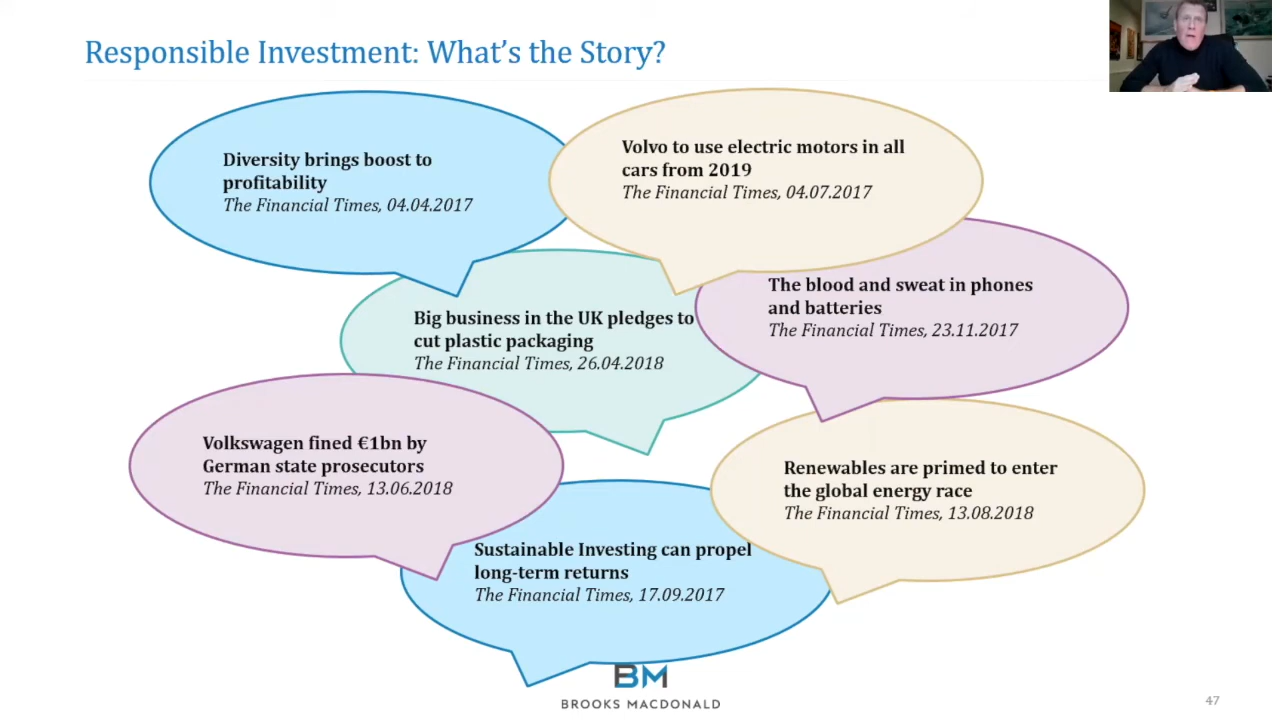 Responsible Investment: What's the Story?
Diversity brings boost to
profitability
The Financial Times, 04.04.2017
Volvo to use electric motors in all
cars from 2019
The Financial Times, 04.07.2017
Big business in the UK pledges to
cut plastic packaging
The Financial Times, 26.04.2018
The blood and sweat in phones
and batteries
The Financial Times, 23.11.2017
Volkswagen fined €1bn by
German state prosecutors
The Financial Times, 13.06.2018
Renewables are primed to enter
the global energy race
The Financial Times, 13.08.2018
Sustainable Investing can propel
long-term returns
The Financial Times, 17.09.2017
BM
BROOKS MACDONALD
47